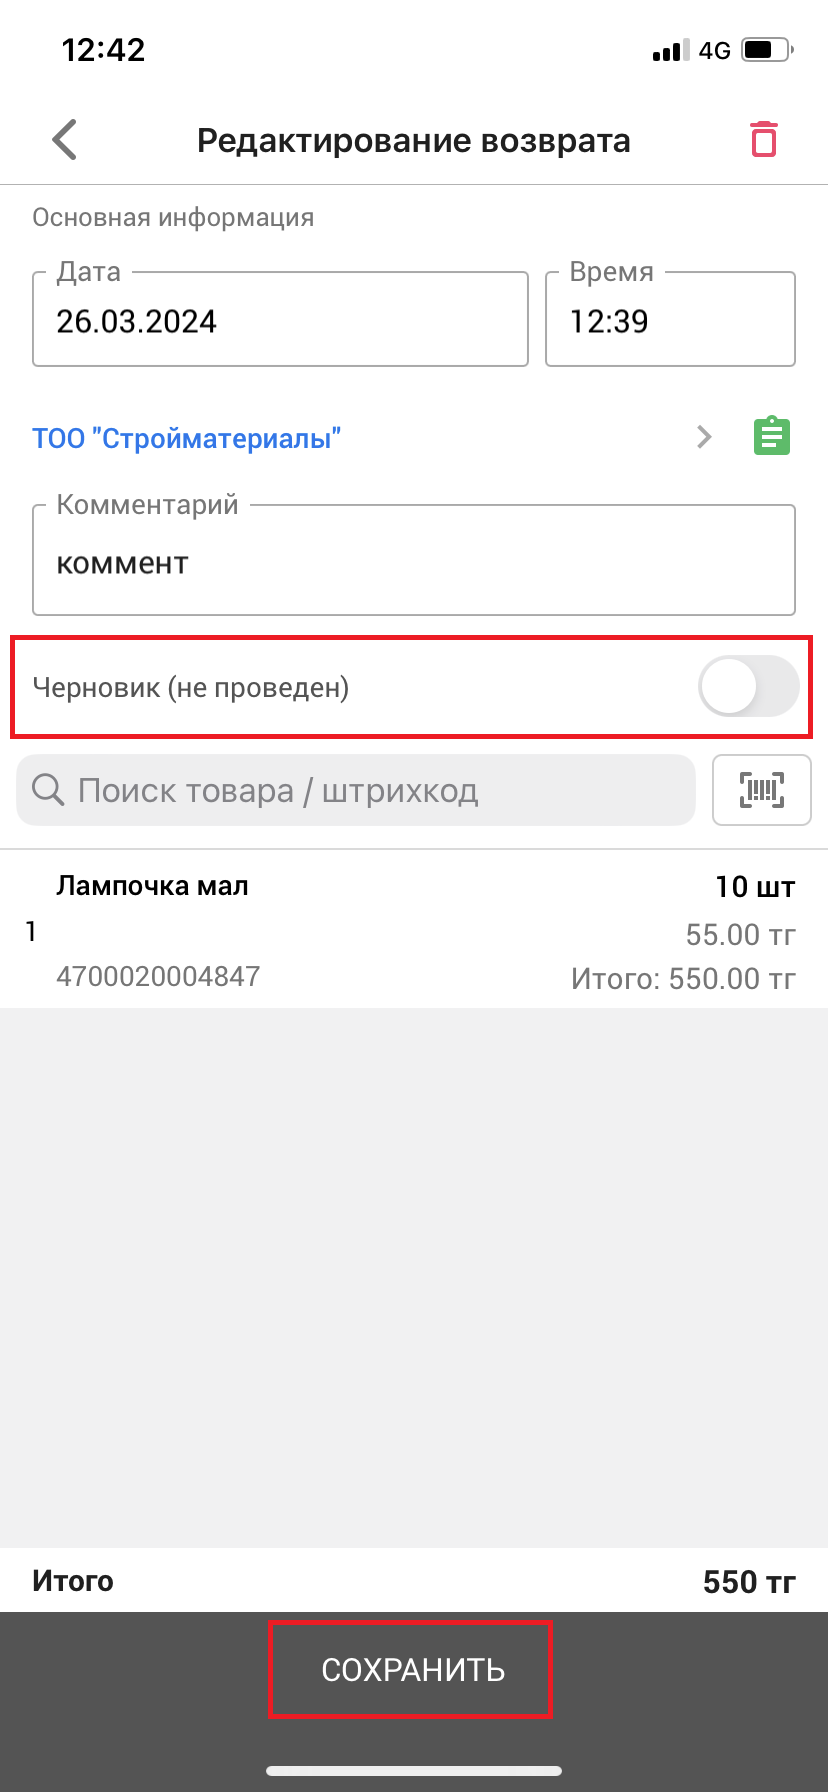 12:42
4G
Редактирование возврата
Основная информация
Дата
Время
26.03.2024
12:39
ТОО "Стройматериалы"
Комментарий
коммент
Черновик (не проведен)
Поиск товара / штрихкод
Лампочка мал
10 шт
1
55.00 тг
4700020004847
Итого: 550.00 тг
Итого
550 тг
СОХРАНИТЬ